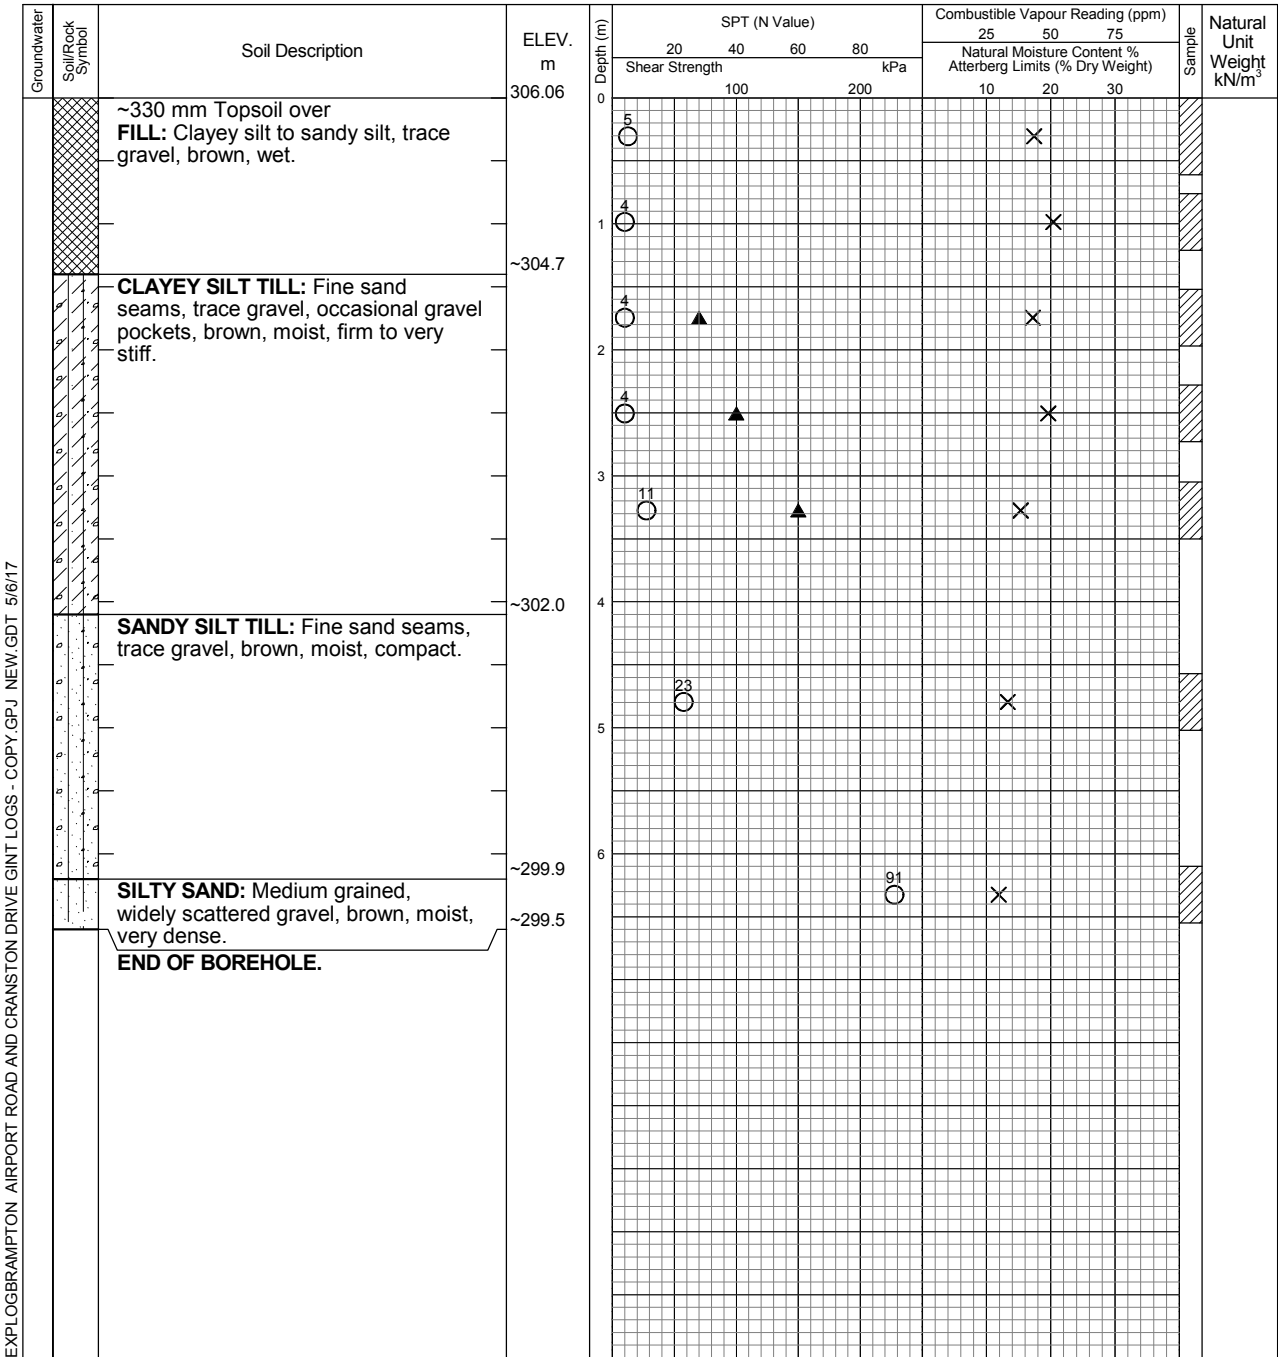 Groundwater
Soil/Rock
Symbol
Soil Description
ELEV.
m
Depth (m)
SPT (N Value)
20 40 60 80
Shear Strength kPa
100 200
Combustible Vapour Reading (ppm)
25 50 75
Natural Moisture Content %
Atterberg Limits (% Dry Weight)
10 20 30
Sample
Natural
Unit
Weight
kN/m³
306.06
0
~330 mm Topsoil over
FILL: Clayey silt to sandy silt, trace
gravel, brown, wet.
5
4
1
~304.7
CLAYEY SILT TILL: Fine sand
seams, trace gravel, occasional gravel
pockets, brown, moist, firm to very
stiff.
4
2
4
3
11
~302.0
4
SANDY SILT TILL: Fine sand seams,
trace gravel, brown, moist, compact.
23
5
6
~299.9
SILTY SAND: Medium grained,
widely scattered gravel, brown, moist,
very dense.
91
~299.5
END OF BOREHOLE.
EXPLOGBRAMPTON AIRPORT ROAD AND CRANSTON DRIVE GINT LOGS - COPY.GPJ NEW.GDT 5/6/17